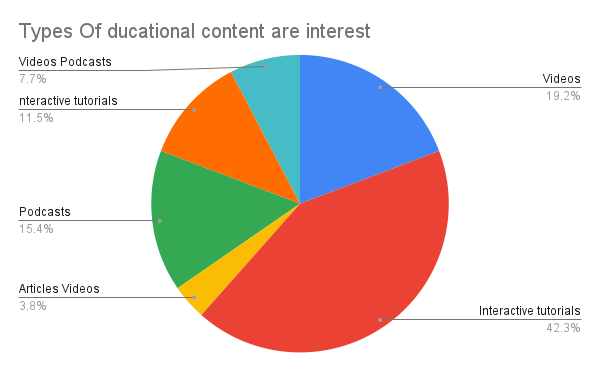 Types Of ducational content are interest
Videos Podcasts
7.7%
nteractive tutorials
11.5%
Podcasts
15.4%
Articles Videos
3.8%
Videos
19.2%
Interactive tutorials
42.3%